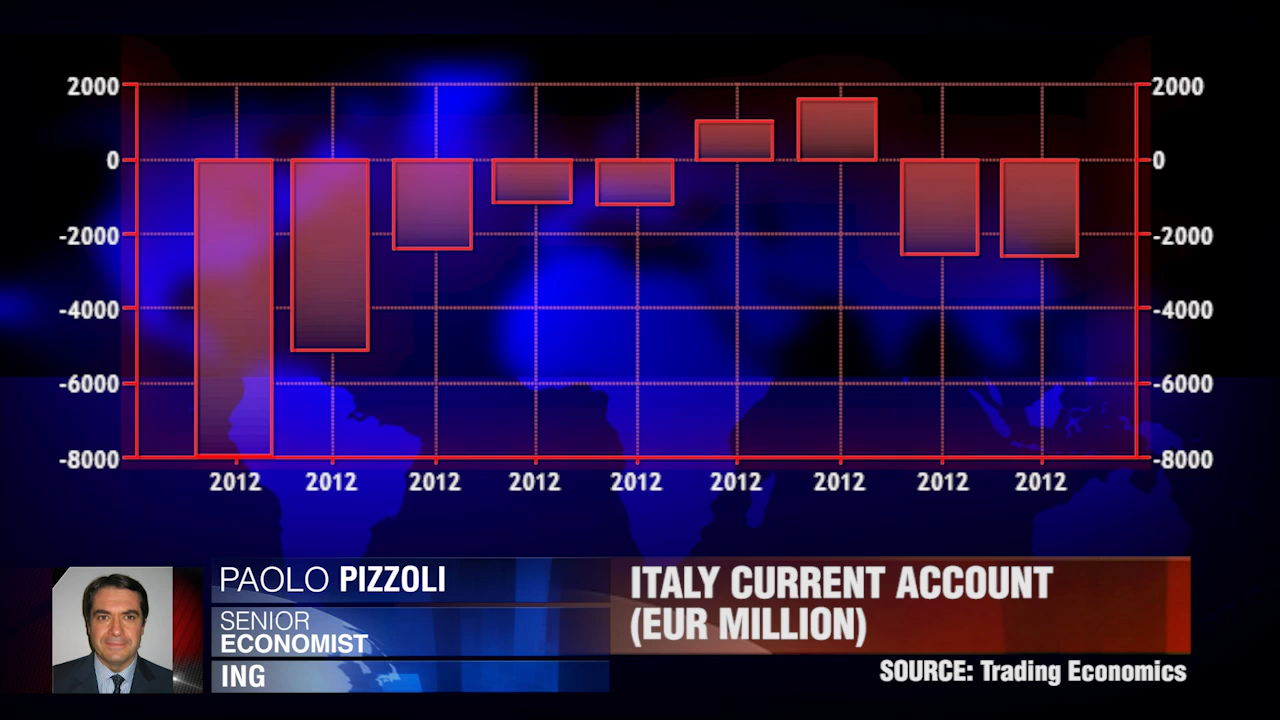 2000 2000
0 0
-2000 -2000
-4000 -4000
-6000 -6000
-8000 -8000
2012 2012 2012 2012 2012 2012 2012 2012 2012
PAOLO PIZZOLI
SENIOR
ECONOMIST
ING
ITALY CURRENT ACCOUNT
(EUR MILLION)
SOURCE: Trading Economics